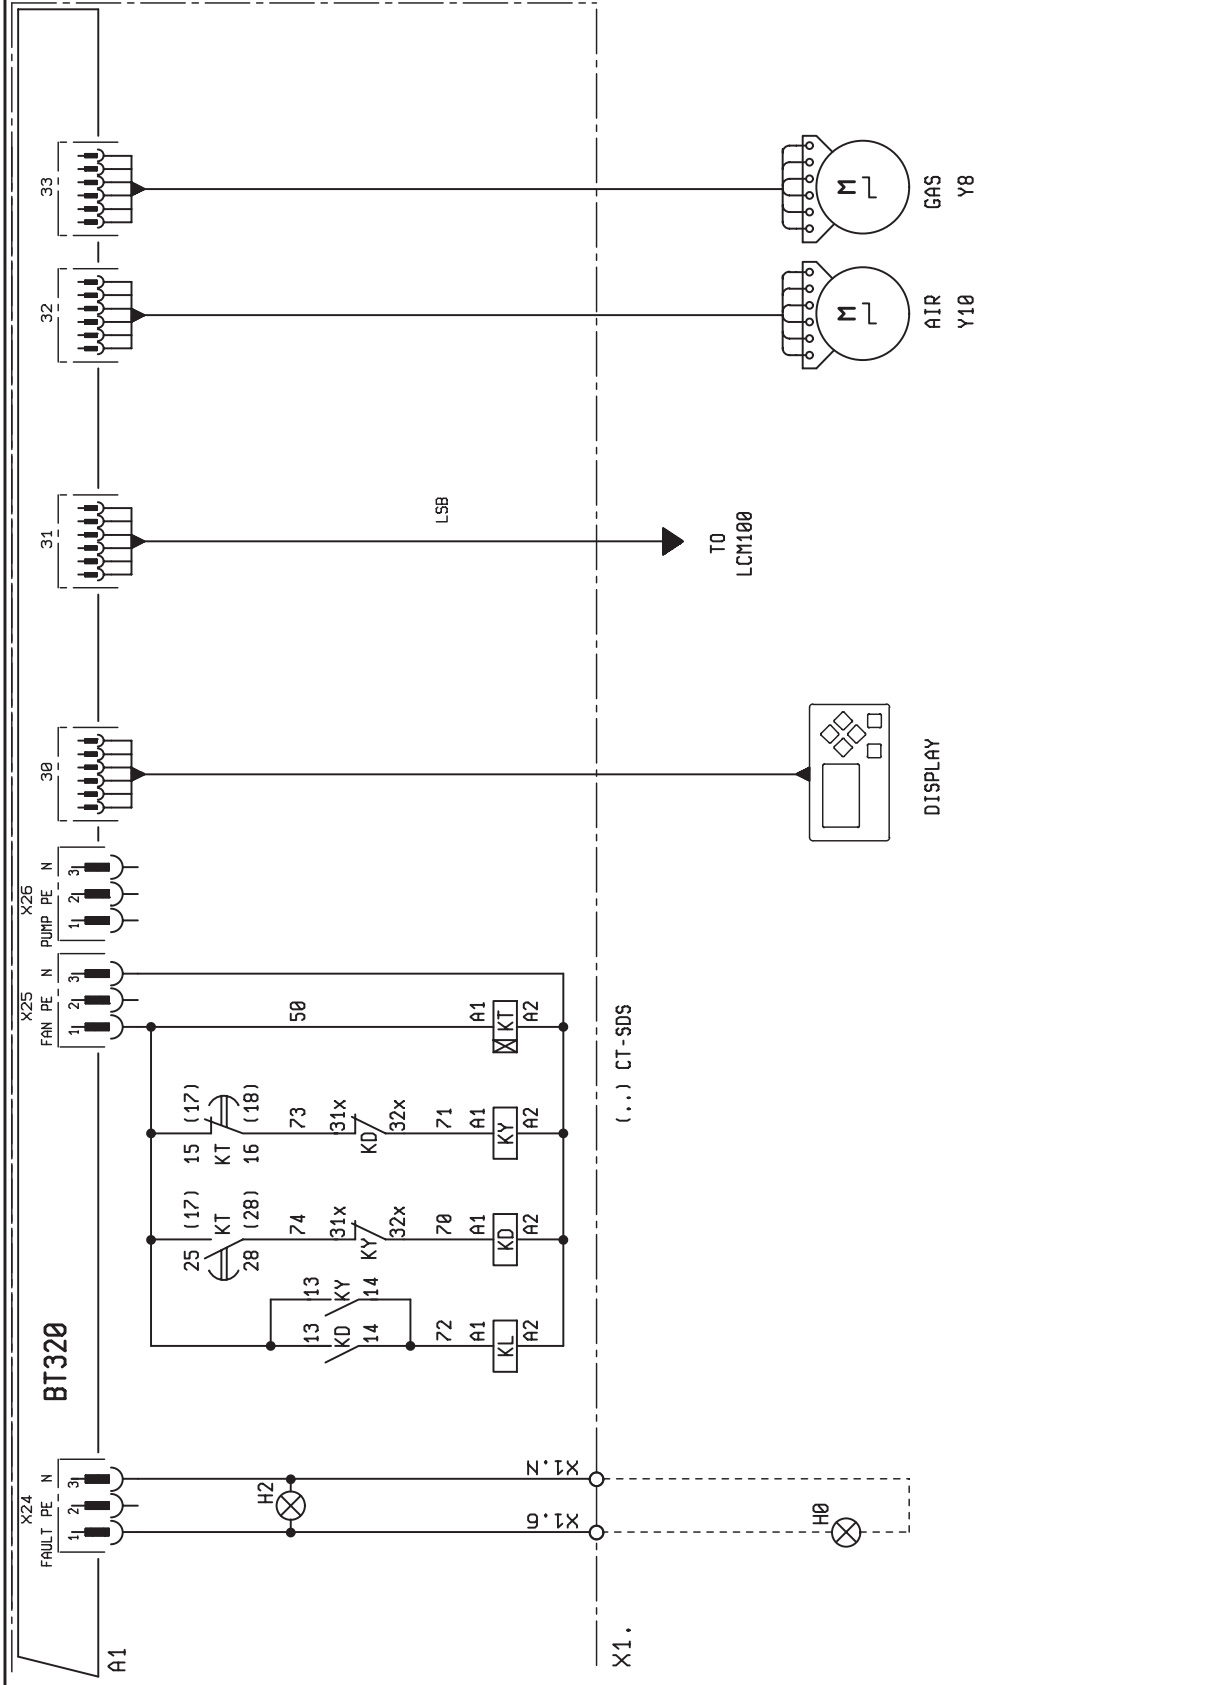 X24
FAULT PE N
1 2 3
X25
FAN PE N
1 2 3
X26
PUMP PE N
1 2 3
30
31
32
33
BT320
A1
H2
X1.6
X1.N
13
KD
14
72
A1
KL
A2
13
KY
14
25 (17)
KT
28 (28)
74
31x
KY
32x
70
A1
KD
A2
15 (17)
KT
16 (18)
73
31x
KD
32x
71
A1
KY
A2
50
A1
KT
A2
LSB
X1.
(...) CT-SDS
TO
LCM100
H0
DISPLAY
M
AIR
Y10
M
GAS
Y8